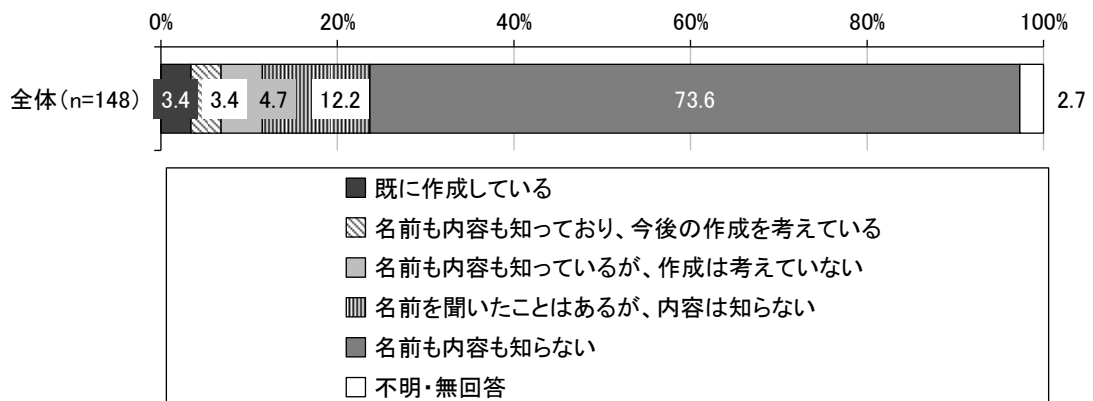 0% 20% 40% 60% 80% 100%
全体(n=148) 3.4 3.4 4.7 12.2 73.6 2.7
既に作成している
名前も内容も知っており、今後の作成を考えている
名前も内容も知っているが、作成は考えていない
名前を聞いたことはあるが、内容は知らない
名前も内容も知らない
不明・無回答